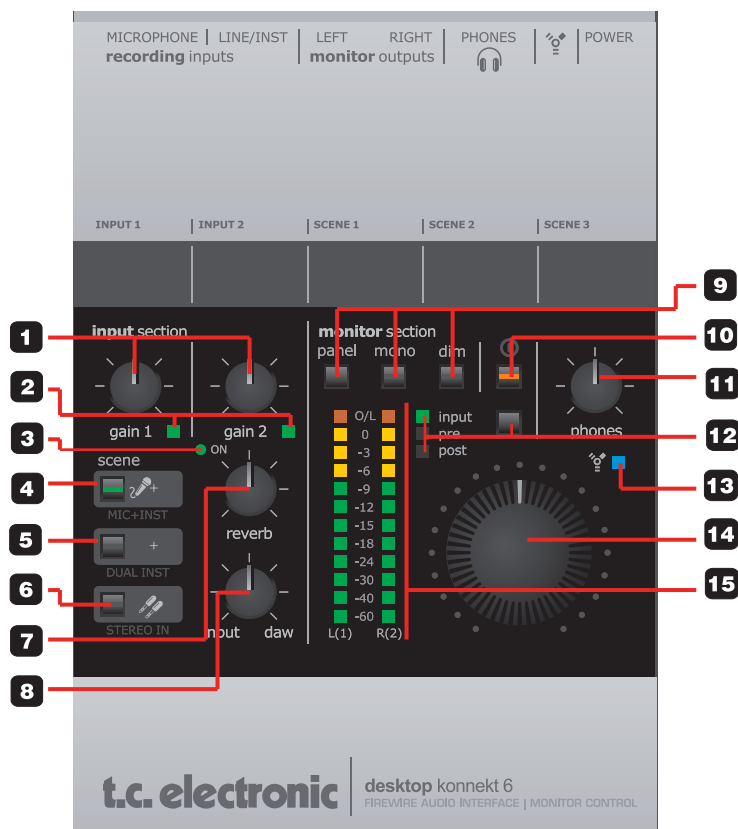 MICROPHONE | LINE/INST | LEFT RIGHT | PHONES | POWER
recording inputs monitor outputs
INPUT 1 | INPUT 2 | SCENE 1 | SCENE 2 | SCENE 3
9
input section monitor section
1
panel mono dim
10
11
2
gain 1 gain 2
O/L input phones
12
3
ON
0 pre
scene
-3 post
13
4
+
-6
MIC+INST
-9
-12
5
+
-15
reverb
14
DUAL INST
-18
-24
6
-30
15
-40
STEREO IN
-60
7
input daw
L(1) R(2)
8
t.c. electronic
desktop konnekt 6
FIREWIRE AUDIO INTERFACE | MONITOR CONTROL